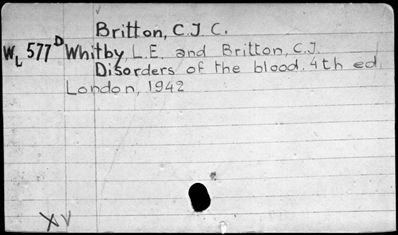 Britton, C.J.C.
WL 577D Whitby, L.E. and Britton, C.J.
Disorders of the blood. 4th ed.
London, 1942
XV